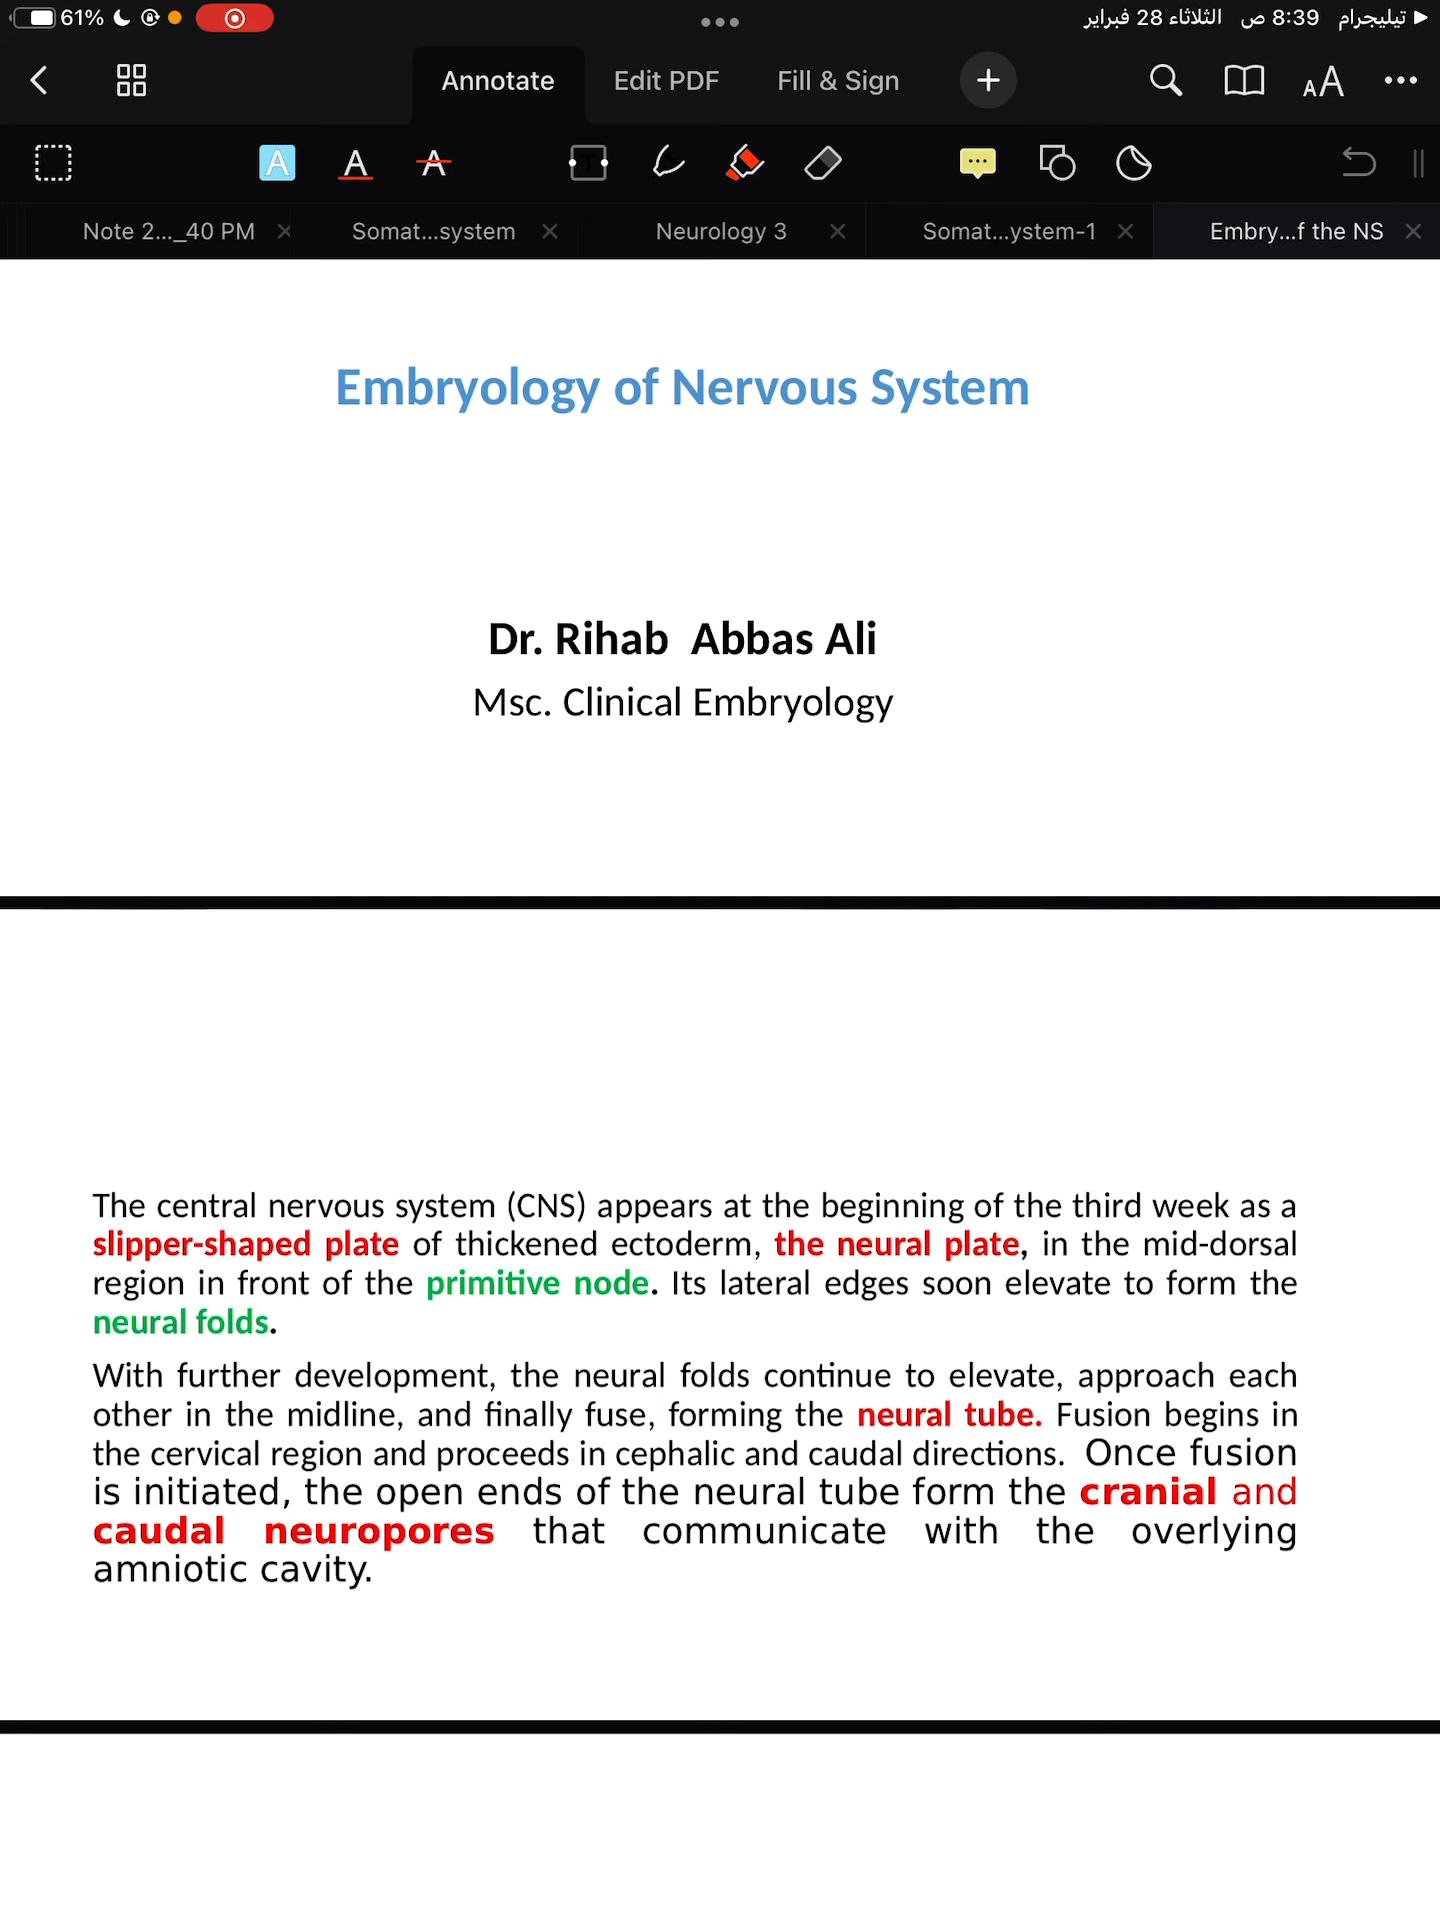 61%
الثلاثاء 28 فبراير 8:39 ص تيليجرام
Annotate Edit PDF Fill & Sign
AA
A A A T
Note 2..._40 PM Somat...system Neurology 3 Somat...ystem-1 Embry...f the NS
Embryology of Nervous System
Dr. Rihab Abbas Ali
Msc. Clinical Embryology
The central nervous system (CNS) appears at the beginning of the third week as a
slipper-shaped plate of thickened ectoderm, the neural plate, in the mid-dorsal
region in front of the primitive node. Its lateral edges soon elevate to form the
neural folds.
With further development, the neural folds continue to elevate, approach each
other in the midline, and finally fuse, forming the neural tube. Fusion begins in
the cervical region and proceeds in cephalic and caudal directions. Once fusion
is initiated, the open ends of the neural tube form the cranial and
caudal neuropores that communicate with the overlying
amniotic cavity.